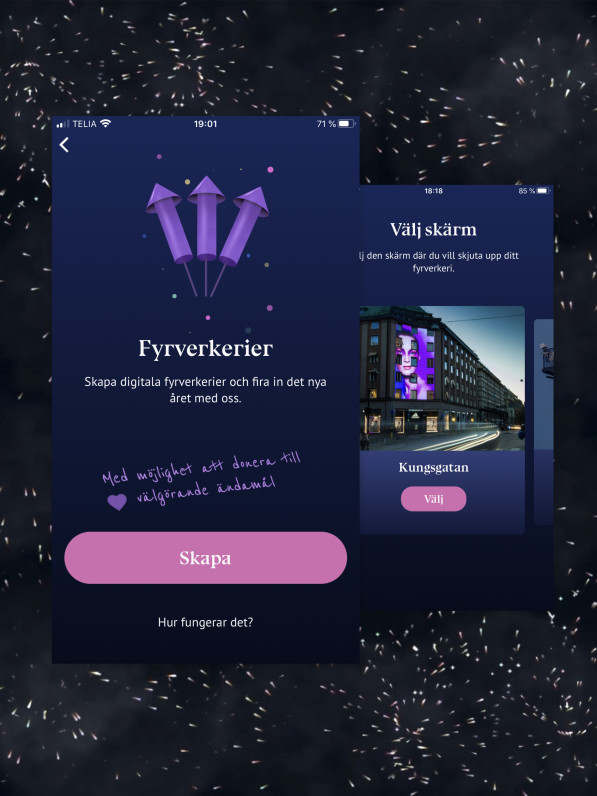 TELIA 19:01 71 %
Fyrverkerier
Skapa digitala fyrverkerier och fira in det nya
året med oss.
Med möjlighet att donera till
välgörande ändamål
Skapa
Hur fungerar det?
18:18 85 %
Välj skärm
lj den skärm där du vill skjuta upp ditt
fyrverkeri.
Kungsgatan
Välj